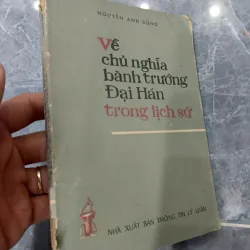 NGUYỄN ANH DŨNG
Về
chủ nghĩa
bành trướng
Đại Hán
trong lịch sử
NHÀ XUẤT BẢN THÔNG TIN LÝ LUẬN